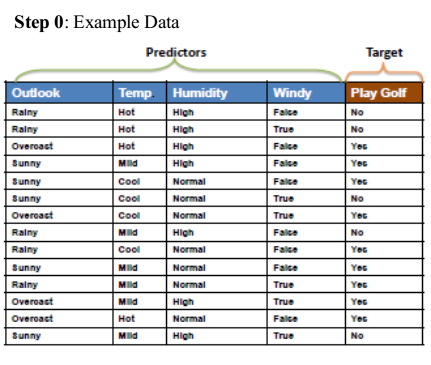 Step 0: Example Data
Predictors Target
Outlook Temp. Humidity Windy Play Golf
Rainy Hot High False No
Rainy Hot High True No
Overcast Hot High False Yes
Sunny Mild High False Yes
Sunny Cool Normal False Yes
Sunny Cool Normal True No
Overcast Cool Normal True Yes
Rainy Mild High False No
Rainy Cool Normal False Yes
Sunny Mild Normal False Yes
Rainy Mild Normal True Yes
Overcast Mild High True Yes
Overcast Hot Normal False Yes
Sunny Mild High True No